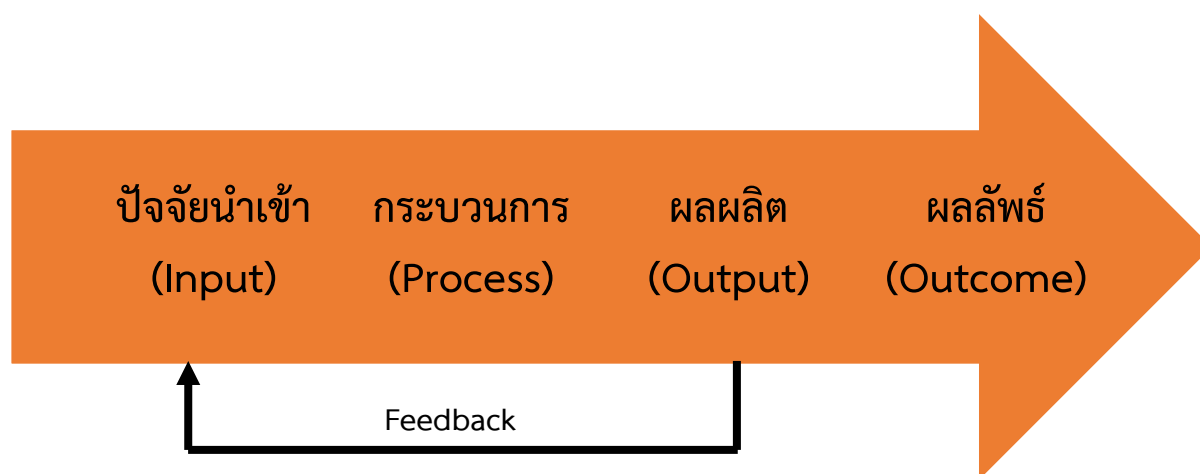 ปัจจัยนำเข้า กระบวนการ ผลผลิต ผลลัพธ์
(Input) (Process) (Output) (Outcome)
Feedback